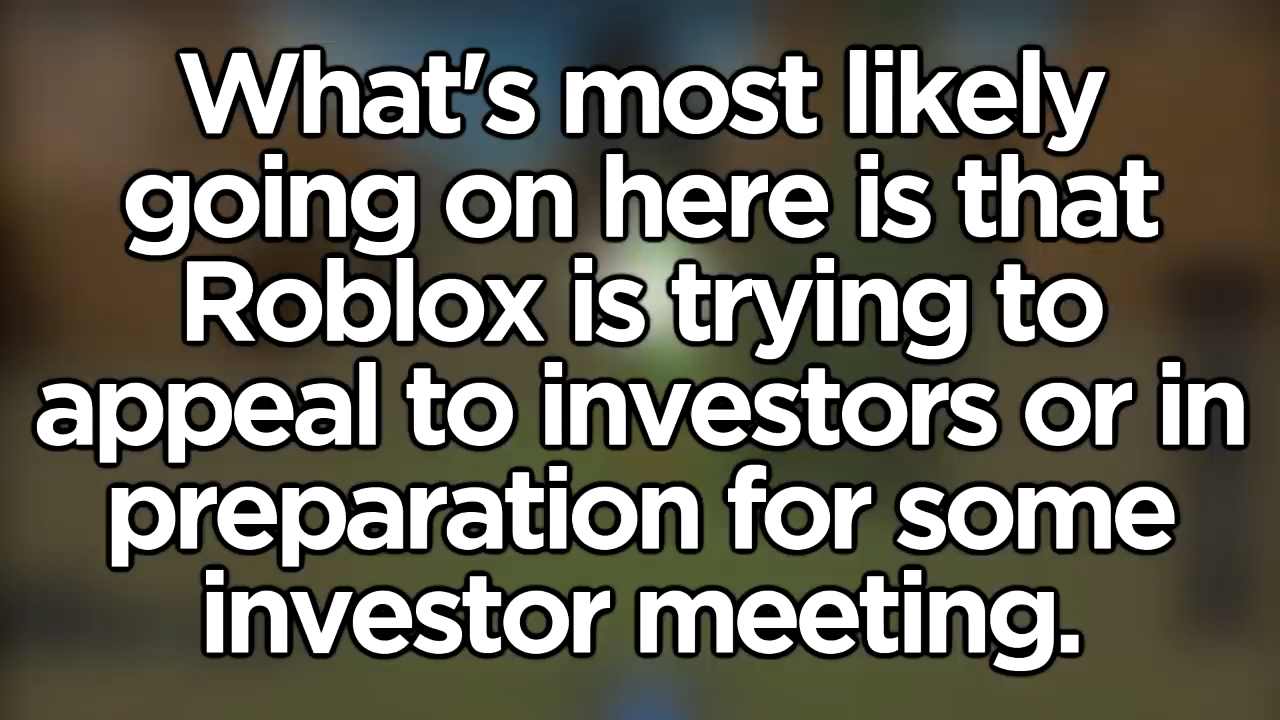 What's most likely
going on here is that
Roblox is trying to
appeal to investors or in
preparation for some
investor meeting.